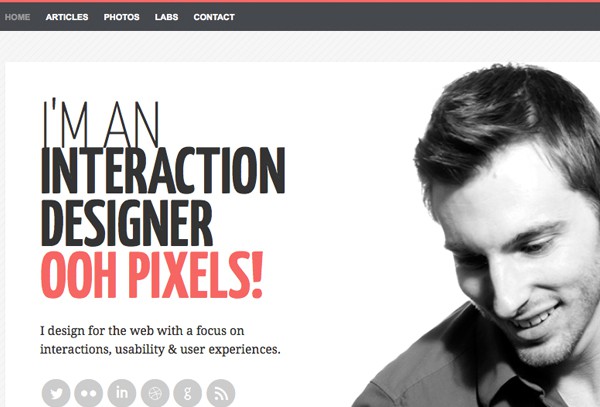 HOME ARTICLES PHOTOS LABS CONTACT
I'M AN
INTERACTION
DESIGNER
OOH PIXELS!
I design for the web with a focus on
interactions, usability & user experiences.
in g